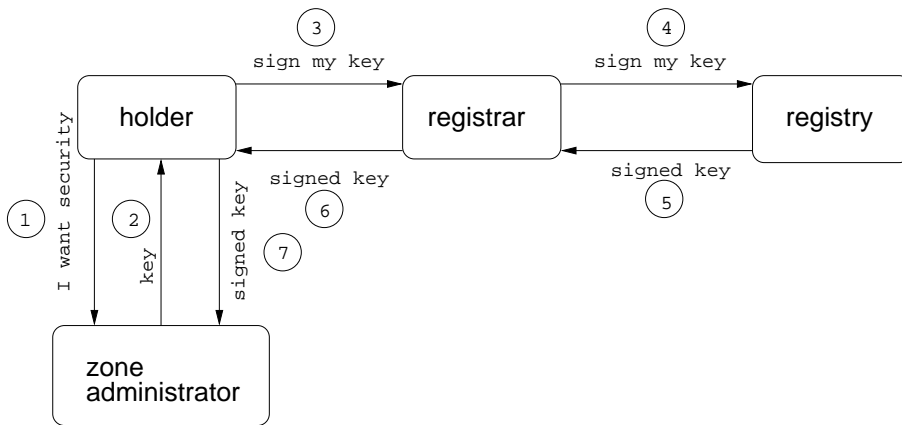 3
4
sign my key
sign my key
holder
registrar
registry
I want security
signed key
signed key
1
2
key
signed key
6
5
7
zone
administrator